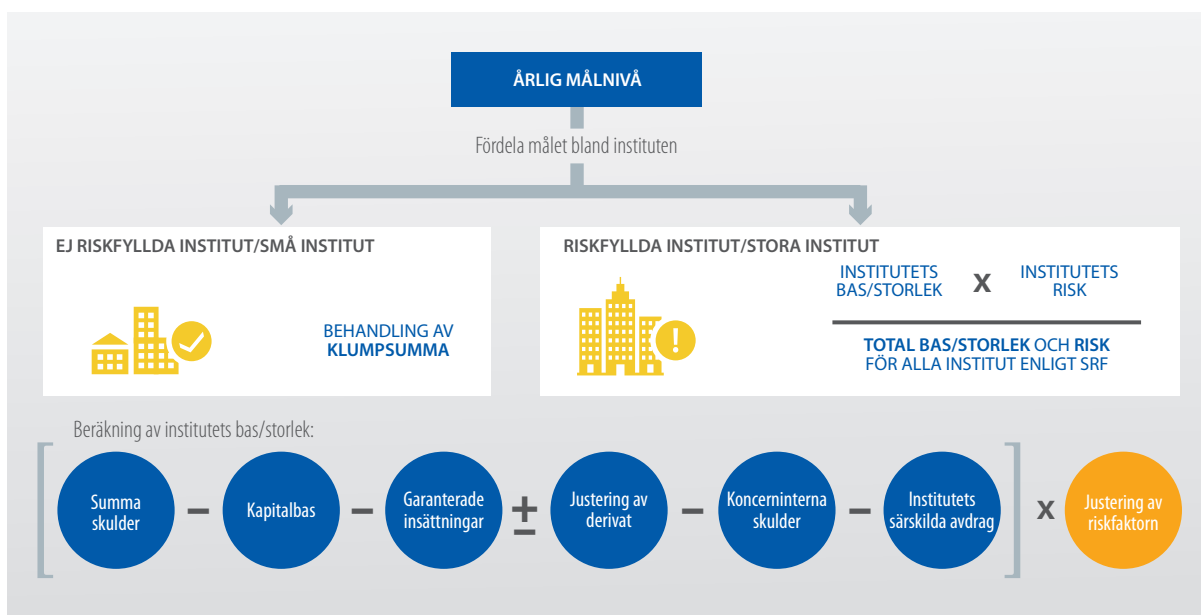 ÅRLIG MÅLNIVÅ
Fördela målet bland instituten
EJ RISKFYLLDA INSTITUT/SMÅ INSTITUT
BEHANDLING AV
KLUMPSUMMA
RISKFYLLDA INSTITUT/STORA INSTITUT
INSTITUTETS
BAS/STORLEK
X
INSTITUTETS
RISK
TOTAL BAS/STORLEK OCH RISK
FÖR ALLA INSTITUT ENLIGT SRF
Beräkning av institutets bas/storlek:
[
Summa
skulder
–
Kapitalbas
–
Garanterade
insättningar
±
Justering av
derivat
–
Koncerninterna
skulder
–
Institutets
särskilda avdrag
]
x
Justering av
riskfaktorn